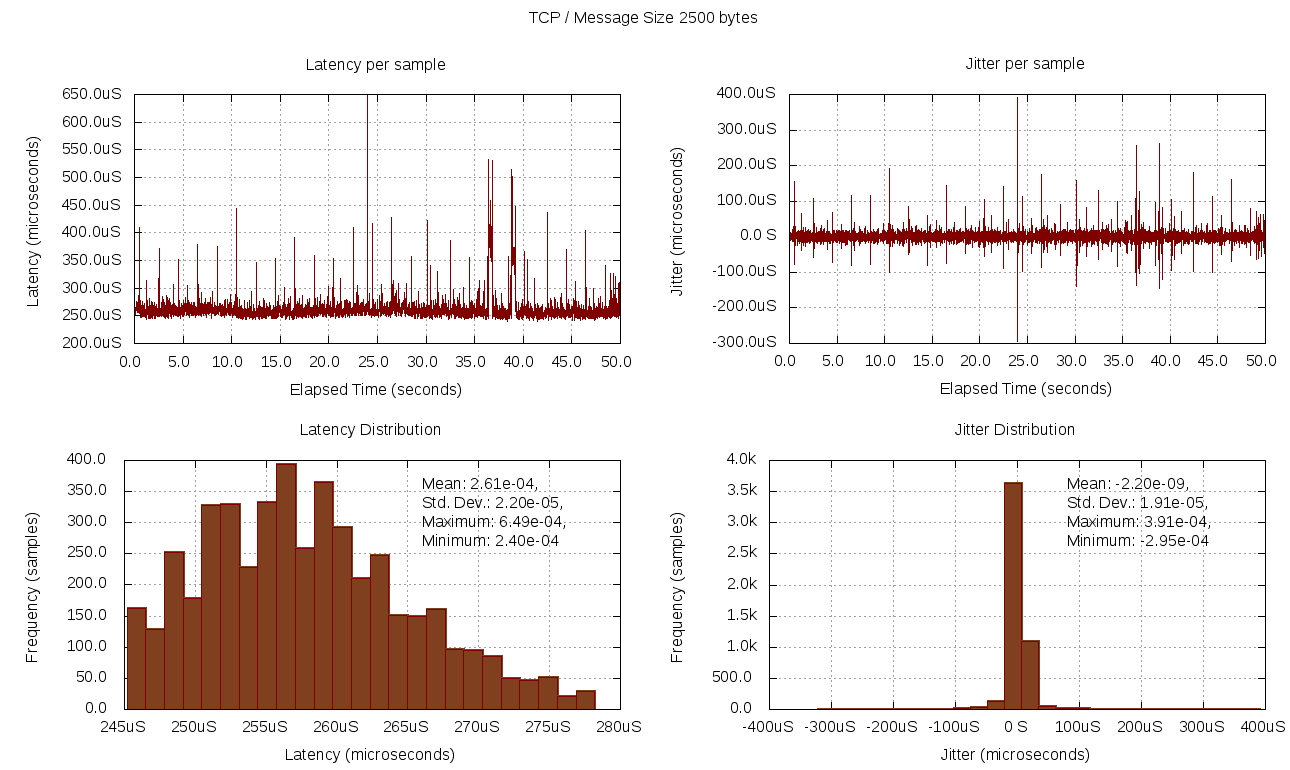 TCP / Message Size 2500 bytes
Latency per sample
650.0uS
600.0uS
550.0uS
500.0uS
450.0uS
400.0uS
350.0uS
300.0uS
250.0uS
200.0uS
Latency (microseconds)
0.0 5.0 10.0 15.0 20.0 25.0 30.0 35.0 40.0 45.0 50.0
Elapsed Time (seconds)
Jitter per sample
400.0uS
300.0uS
200.0uS
100.0uS
0.0 S
-100.0uS
-200.0uS
-300.0uS
Jitter (microseconds)
0.0 5.0 10.0 15.0 20.0 25.0 30.0 35.0 40.0 45.0 50.0
Elapsed Time (seconds)
Latency Distribution
400.0
350.0
300.0
250.0
200.0
150.0
100.0
50.0
0.0
Frequency (samples)
Mean: 2.61e-04,
Std. Dev.: 2.20e-05,
Maximum: 6.49e-04,
Minimum: 2.40e-04
245uS 250uS 255uS 260uS 265uS 270uS 275uS 280uS
Latency (microseconds)
Jitter Distribution
4.0k
3.5k
3.0k
2.5k
2.0k
1.5k
1.0k
500.0
0.0
Frequency (samples)
Mean: -2.20e-09,
Std. Dev.: 1.91e-05,
Maximum: 3.91e-04,
Minimum: -2.95e-04
-400uS -300uS -200uS -100uS 0 S 100uS 200uS 300uS 400uS
Jitter (microseconds)